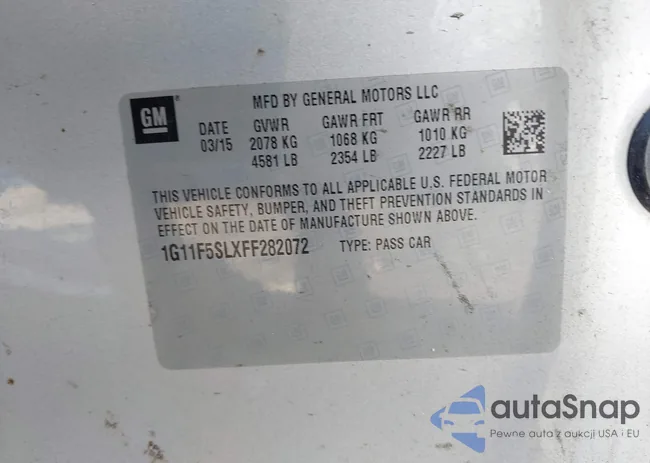 GM
MFD BY GENERAL MOTORS LLC
DATE GVWR GAWR FRT GAWR RR
03/15 2078 KG 1068 KG 1010 KG
4581 LB 2354 LB 2227 LB
THIS VEHICLE CONFORMS TO ALL APPLICABLE U.S. FEDERAL MOTOR
VEHICLE SAFETY, BUMPER, AND THEFT PREVENTION STANDARDS IN
EFFECT ON THE DATE OF MANUFACTURE SHOWN ABOVE.
1G11F5SLXFF282072 TYPE: PASS CAR
autaSnap
Pewne auta z aukcji USA i EU